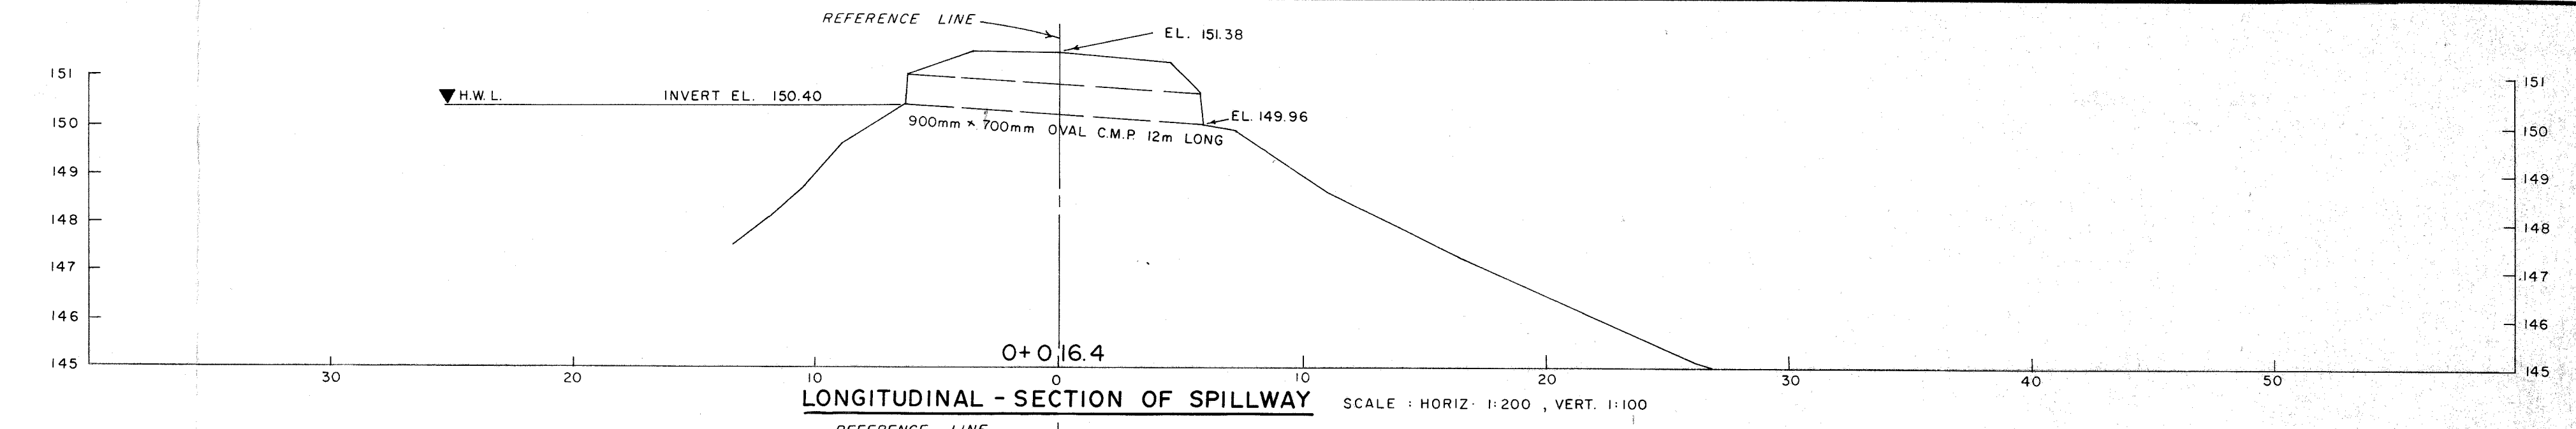 REFERENCE LINE
EL. 151.38
151
151
H.W.L.
INVERT EL. 150.40
150
EL. 149.96
150
900mm x 700mm OVAL C.M.P. 12m LONG
149
149
148
148
147
147
146
146
145
0+016.4
145
30 20 10 0 10 20 30 40 50
LONGITUDINAL - SECTION OF SPILLWAY SCALE : HORIZ. 1:200 , VERT. 1:100
REFERENCE LINE